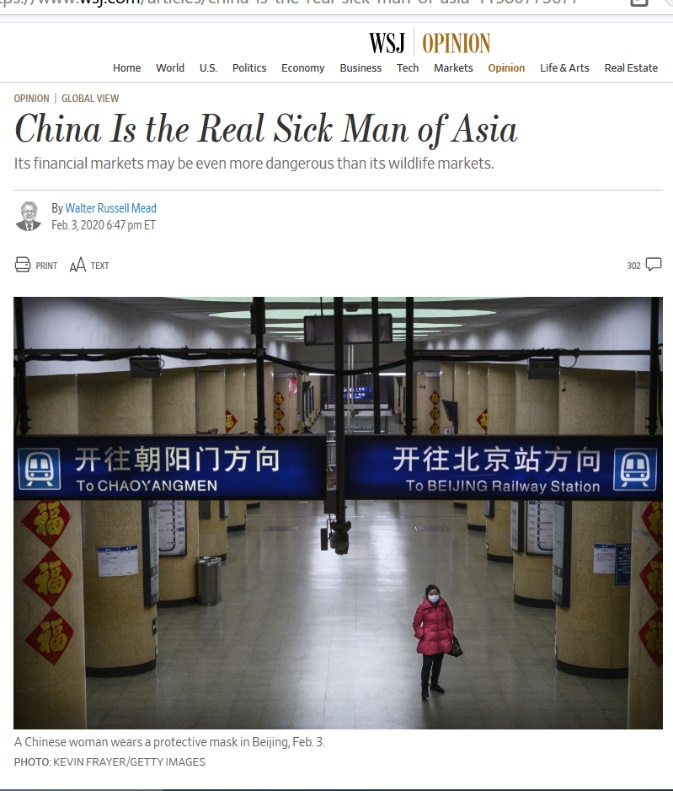 WSJ OPINION
Home World U.S. Politics Economy Business Tech Markets Opinion Life & Arts Real Estate
OPINION | GLOBAL VIEW
China Is the Real Sick Man of Asia
Its financial markets may be even more dangerous than its wildlife markets.
By Walter Russell Mead
Feb. 3, 2020 6:47 pm ET
PRINT AA TEXT
302
开往朝阳门方向
To CHAOYANGMEN
开往北京站方向
To BEIJING Railway Station
福
福
福
A Chinese woman wears a protective mask in Beijing, Feb. 3.
PHOTO: KEVIN FRAYER/GETTY IMAGES